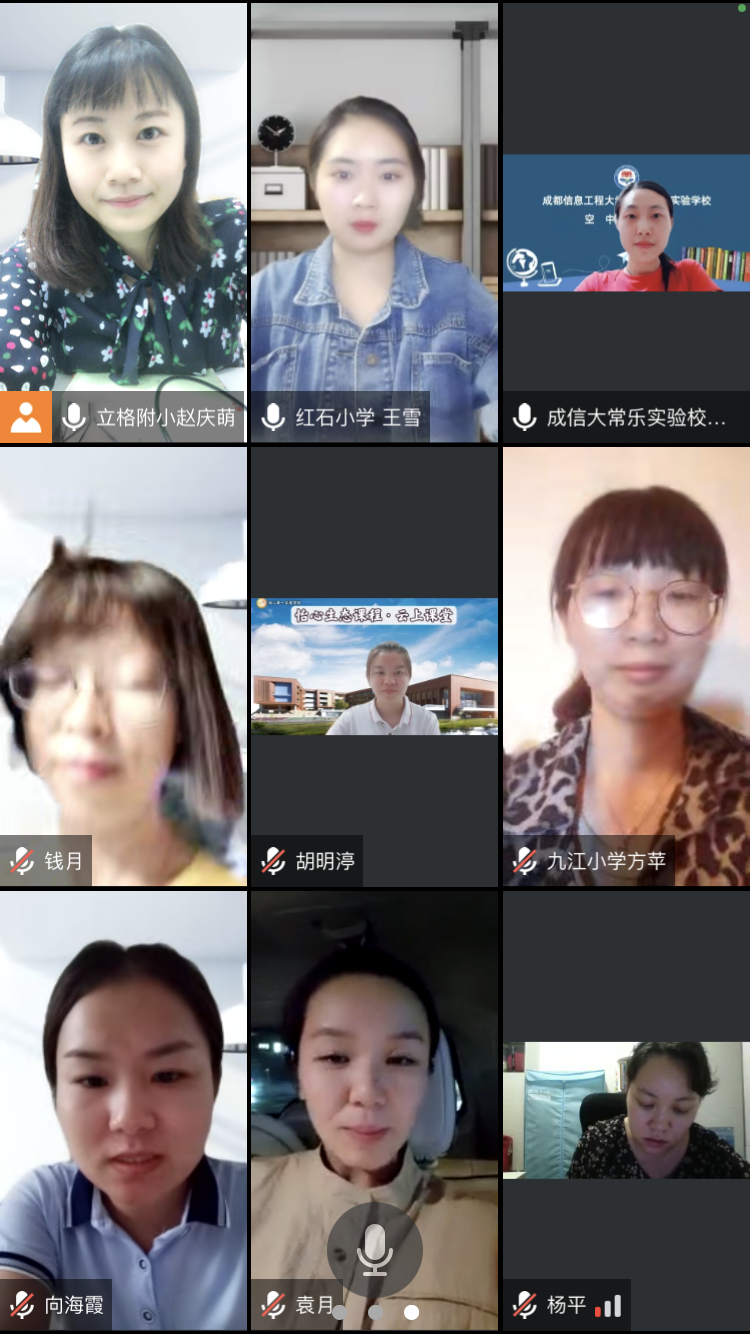 成都信息工程大
实验学校
空 中
立格附小赵庆萌
红石小学 王雪
成信大常乐实验校...
怡心生态课程·云上课堂
钱月
胡明渟
九江小学方苹
向海霞
袁月
杨平